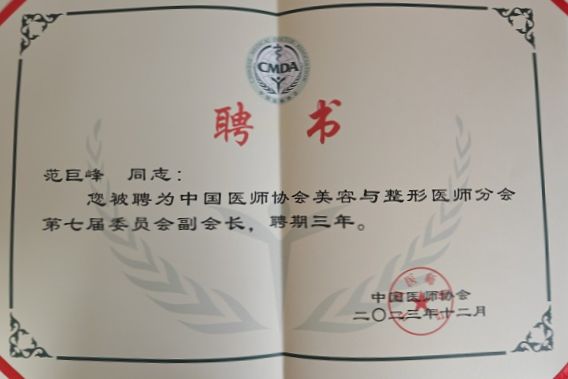 CMDA
聘 书
范巨峰 同志：
您被聘为中国医师协会美容与整形医师分会
第七届委员会副会长，聘期三年。
中国医师协会
二〇二三年十二月